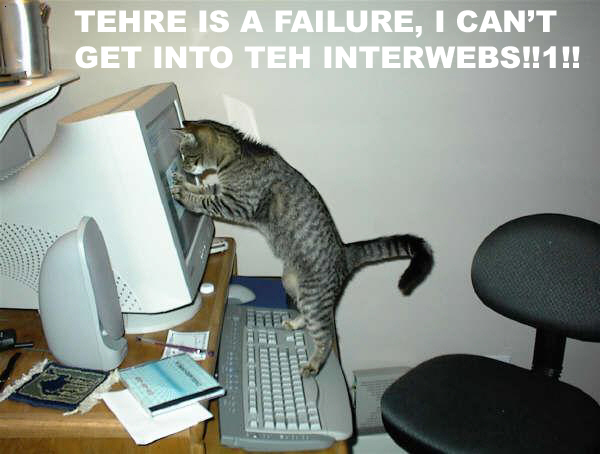 TEHRE IS A FAILURE, I CAN'T
GET INTO TEH INTERWEBS!!1!!